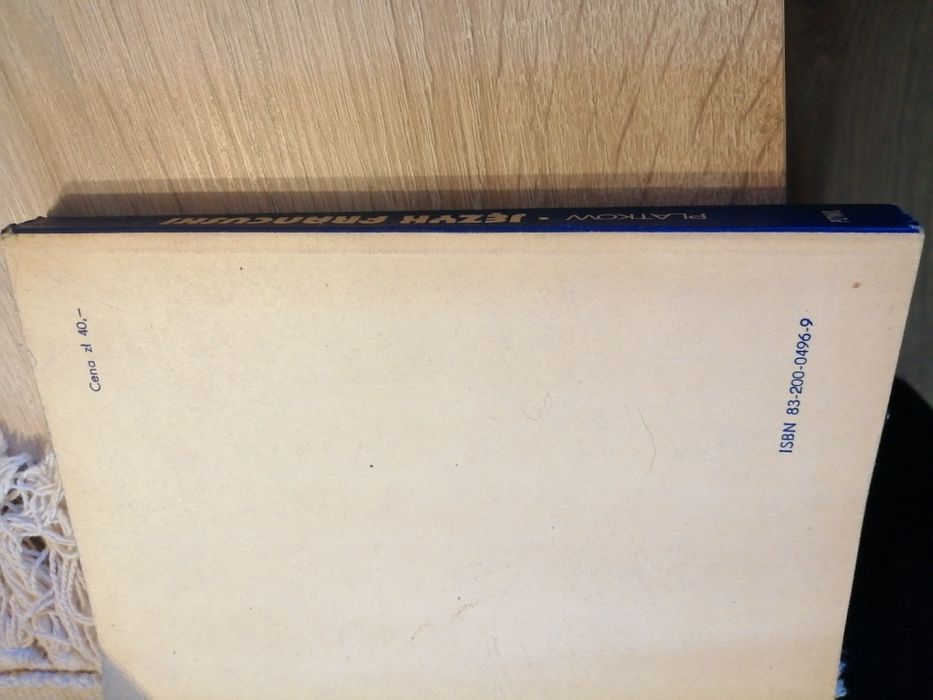 PLATKOW · JĘZYK FRANCUSKI
Cena zł 40,—
ISBN 83-200-0496-9